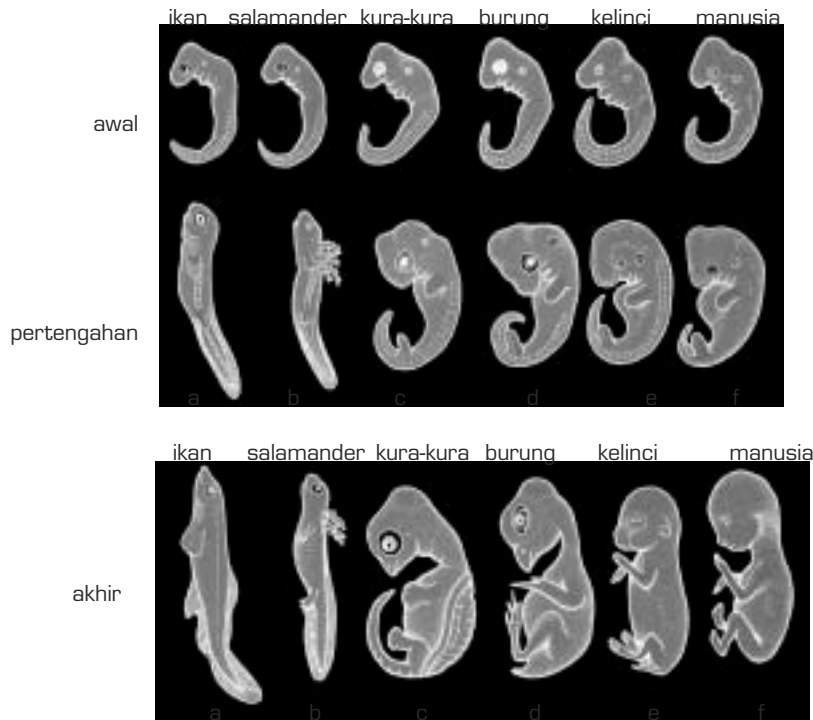 ikan salamander kura-kura burung kelinci manusia
awal
pertengahan
a b c d e f
ikan salamander kura-kura burung kelinci manusia
akhir
a b c d e f